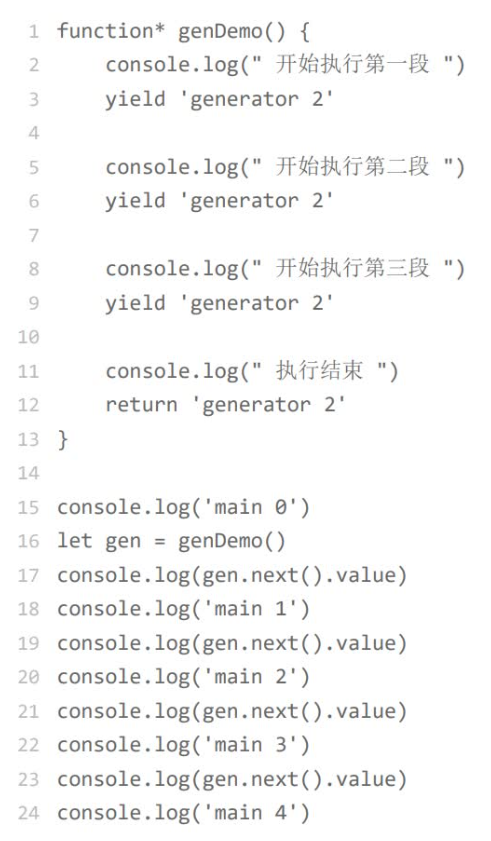 1 function* genDemo() {
2     console.log(" 开始执行第一段 ")
3     yield 'generator 2'
4
5     console.log(" 开始执行第二段 ")
6     yield 'generator 2'
7
8     console.log(" 开始执行第三段 ")
9     yield 'generator 2'
10
11     console.log(" 执行结束 ")
12     return 'generator 2'
13 }
14
15 console.log('main 0')
16 let gen = genDemo()
17 console.log(gen.next().value)
18 console.log('main 1')
19 console.log(gen.next().value)
20 console.log('main 2')
21 console.log(gen.next().value)
22 console.log('main 3')
23 console.log(gen.next().value)
24 console.log('main 4')